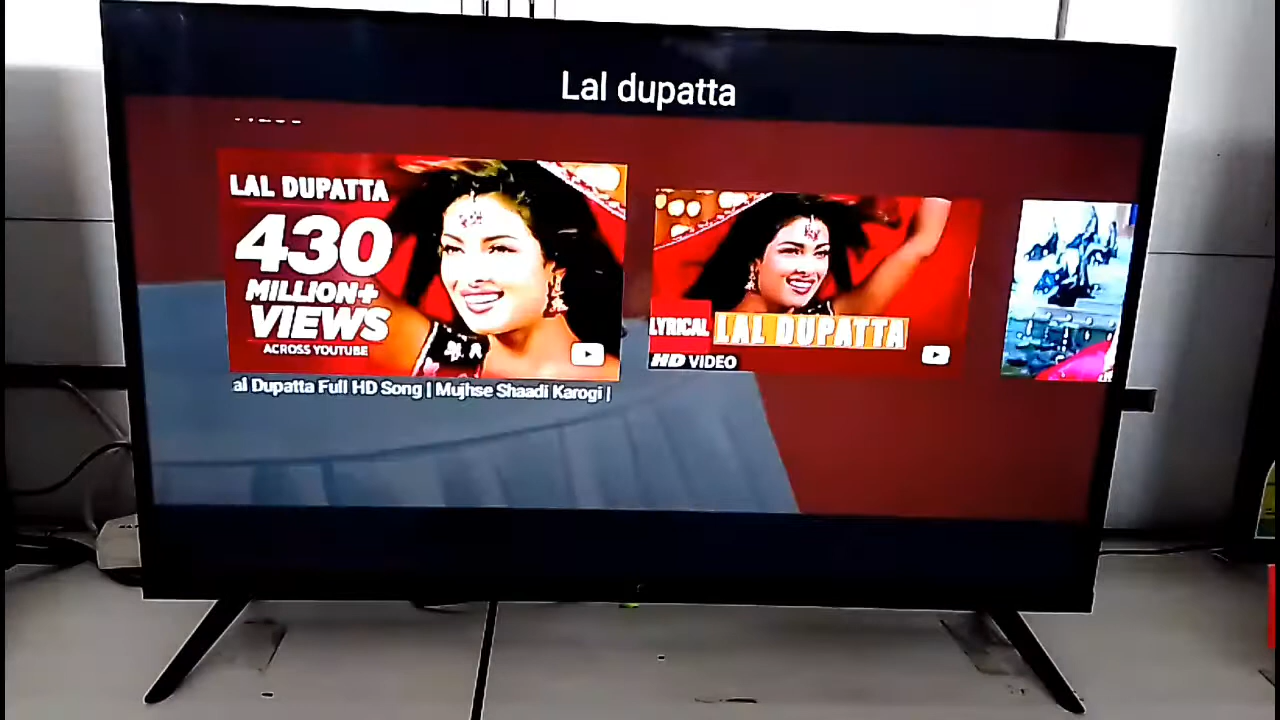 Lal dupatta
LAL DUPATTA
430
MILLION+
VIEWS
ACROSS YOUTUBE
al Dupatta Full HD Song | Mujhse Shaadi Karogi |
LYRICAL LAL DUPATTA
HD VIDEO